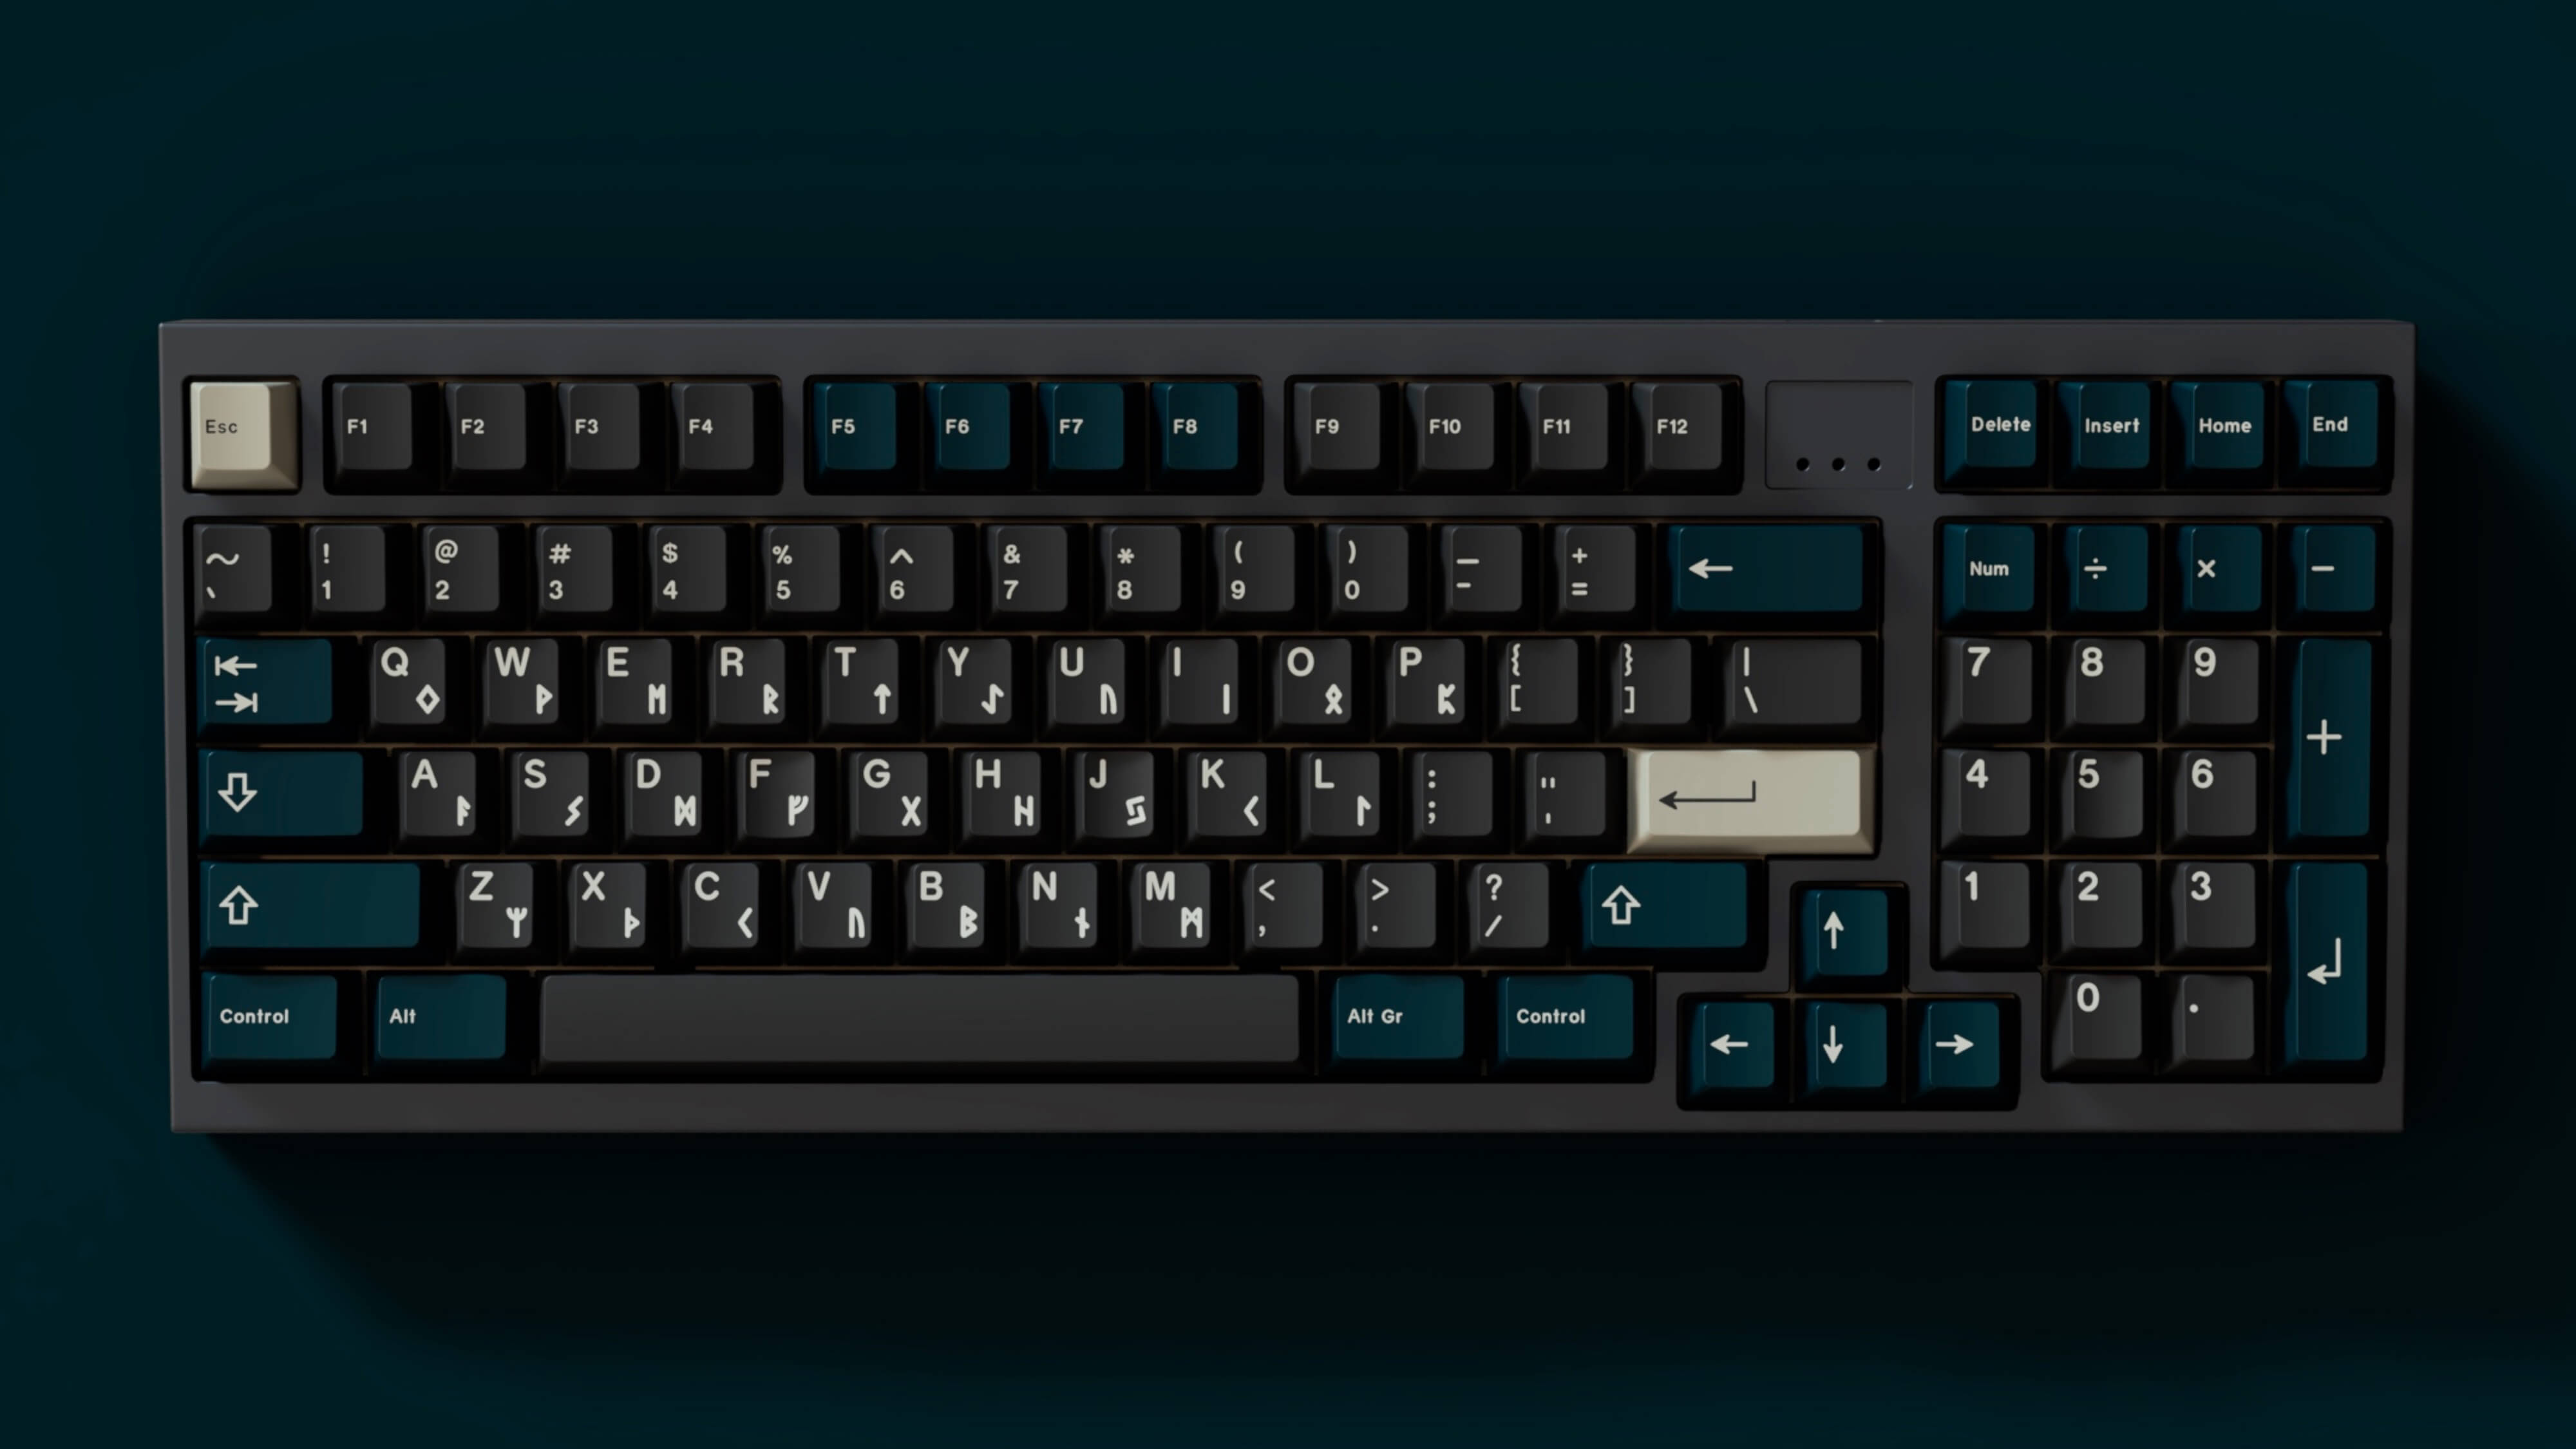 Esc F1 F2 F3 F4 F5 F6 F7 F8 F9 F10 F11 F12 Delete Insert Home End
~ ! @ # $ % ^ & * ( ) _ +
` 1 2 3 4 5 6 7 8 9 0 - = ← Num ÷ × −
⇤ Q W E R T Y U I O P { } | 7 8 9
⇥ ᛜ ᚹ ᛖ ᚱ ᛏ ᛇ ᚢ ᛁ ᛟ ᛈ [ ] \ +
⇩ A S D F G H J K L : " 4 5 6
ᚨ ᛊ ᛞ ᚠ ᚷ ᚺ ᛃ ᚲ ᛚ ; ' ↵
⇧ Z X C V B N M < > ? ⇧ 1 2 3
ᛉ ᚦ ᚲ ᚢ ᛒ ᚾ ᛗ , . / ↑ ↵
Control Alt Alt Gr Control 0 .
← ↓ →